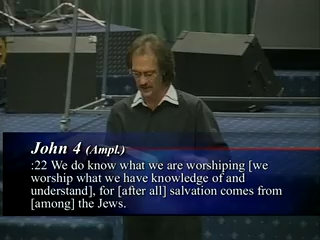 John 4 (Ampl.)
:22 We do know what we are worshiping [we
worship what we have knowledge of and
understand], for [after all] salvation comes from
[among] the Jews.